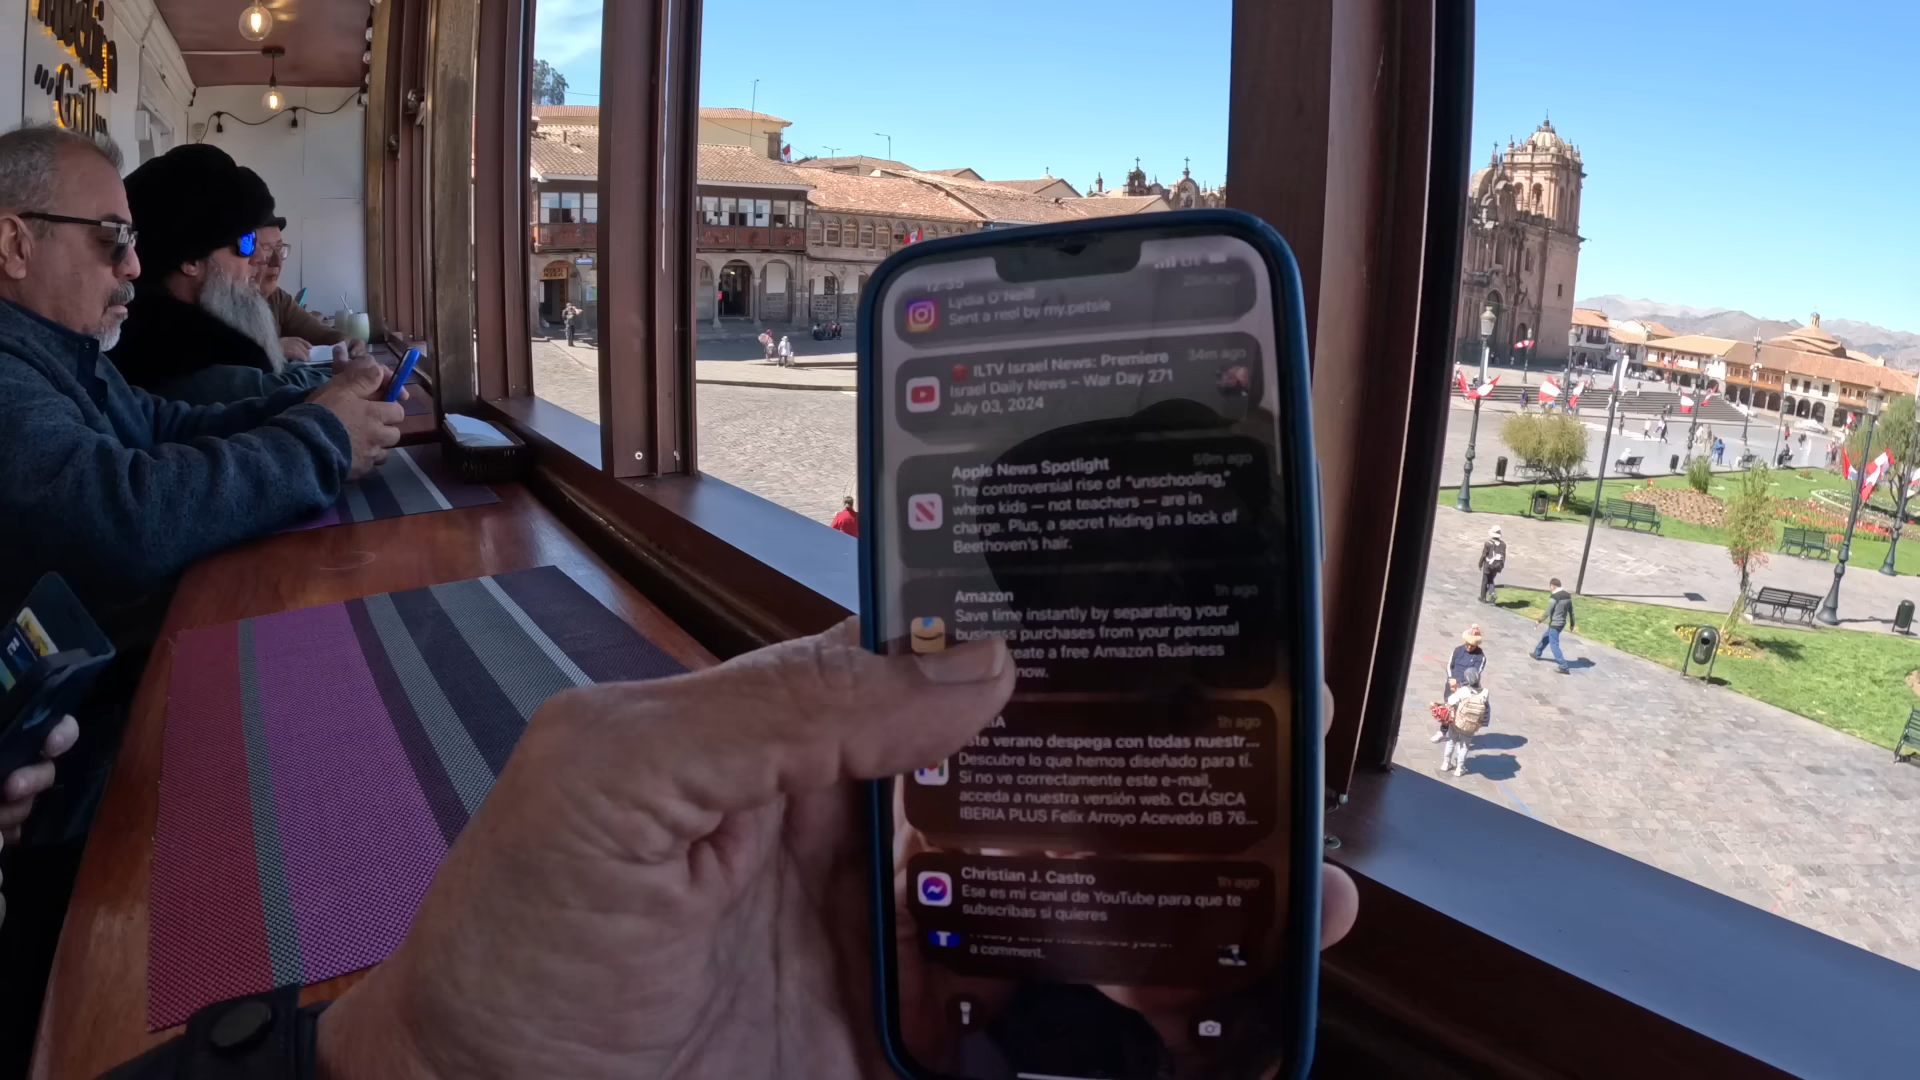 Grill
12:35
LTE
Lydia O'Neill
Sent a reel by my.petsie
ILTV Israel News: Premiere
34m ago
Israel Daily News – War Day 271
July 03, 2024
Apple News Spotlight
59m ago
The controversial rise of “unschooling,”
where kids — not teachers — are in
charge. Plus, a secret hiding in a lock of
Beethoven's hair.
Amazon
1h ago
Save time instantly by separating your
business purchases from your personal
create a free Amazon Business
now.
1h ago
ste verano despega con todas nuestr...
Descubre lo que hemos diseñado para ti.
Si no ve correctamente este e-mail,
acceda a nuestra versión web. CLÁSICA
IBERIA PLUS Felix Arroyo Acevedo IB 76...
Christian J. Castro
1h ago
Ese es mi canal de YouTube para que te
subscribas si quieres
a comment.